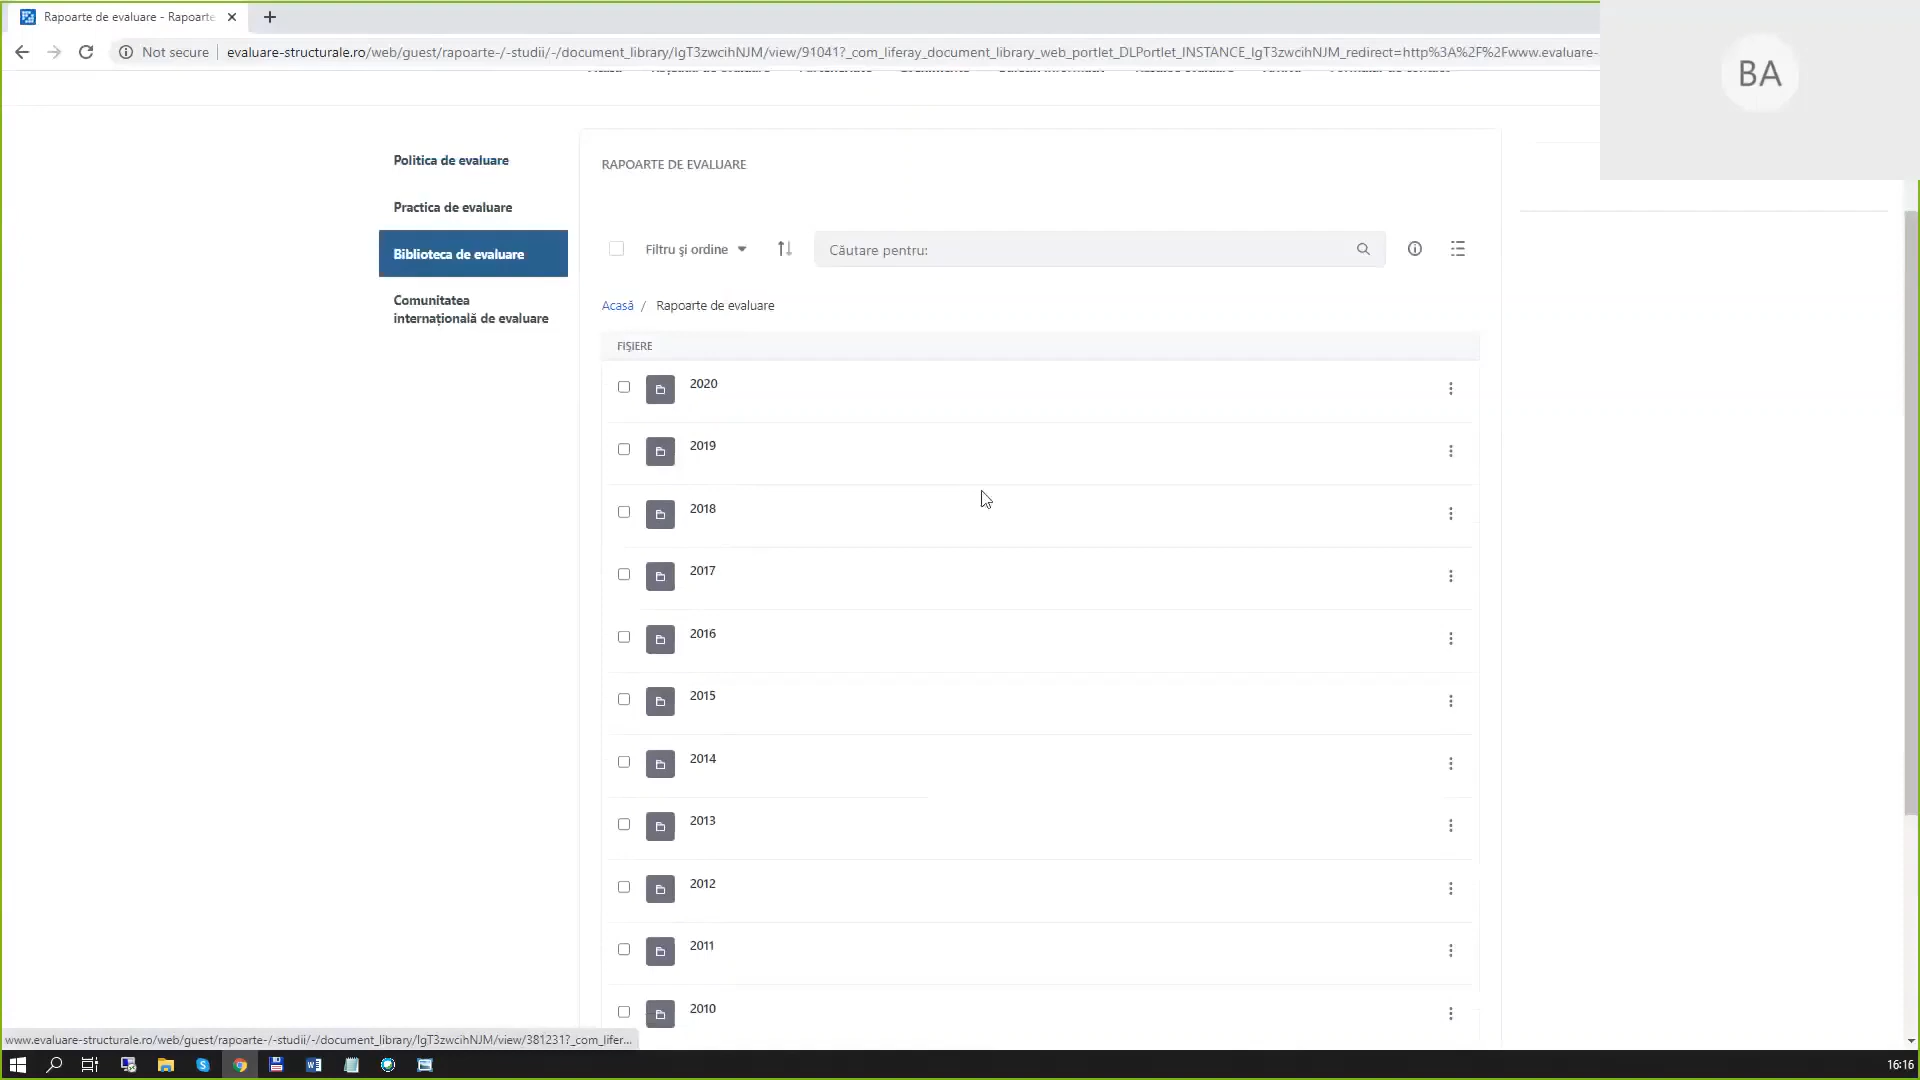 Rapoarte de evaluare - Rapoarte
Not secure
evaluare-structurale.ro/web/guest/rapoarte-/-studii/-/document_library/IgT3zwcihNJM/view/91041?_com_liferay_document_library_web_portlet_DLPortlet_INSTANCE_IgT3zwcihNJM_redirect=http%3A%2F%2Fwww.evaluare-
BA
Politica de evaluare
Practica de evaluare
Biblioteca de evaluare
Comunitatea
internațională de evaluare
RAPOARTE DE EVALUARE
Filtru şi ordine
Căutare pentru:
Acasă / Rapoarte de evaluare
FIŞIERE
2020
2019
2018
2017
2016
2015
2014
2013
2012
2011
2010
www.evaluare-structurale.ro/web/guest/rapoarte-/-studii/-/document_library/IgT3zwcihNJM/view/381231?_com_lifer...
16:16